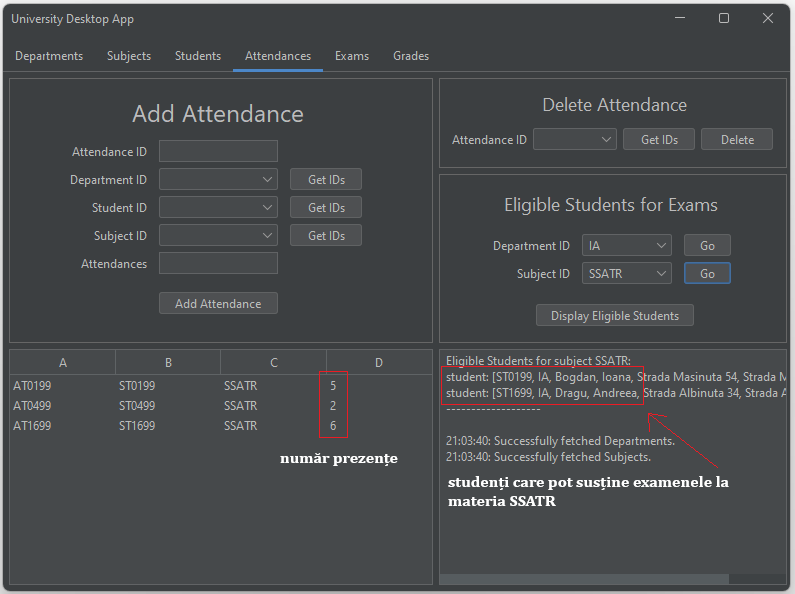 University Desktop App
Departments Subjects Students Attendances Exams Grades
Add Attendance
Attendance ID
Department ID Get IDs
Student ID Get IDs
Subject ID Get IDs
Attendances
Add Attendance
Delete Attendance
Attendance ID Get IDs Delete
Eligible Students for Exams
Department ID IA Go
Subject ID SSATR Go
Display Eligible Students
A B C D
AT0199 ST0199 SSATR 5
AT0499 ST0499 SSATR 2
AT1699 ST1699 SSATR 6
număr prezențe
Eligible Students for subject SSATR:
student: [ST0199, IA, Bogdan, Ioana, Strada Masinuta 54, Strada M
student: [ST1699, IA, Dragu, Andreea, Strada Albinuta 34, Strada A
-------------------
21:03:40: Successfully fetched Departments.
21:03:40: Successfully fetched Subjects.
studenți care pot susține examenele la
materia SSATR